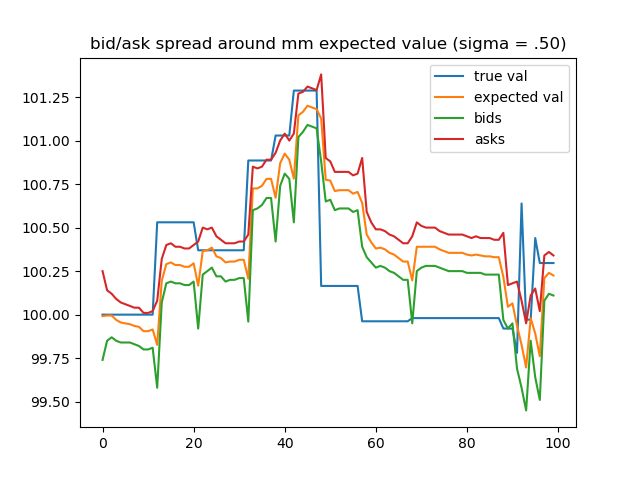 bid/ask spread around mm expected value (sigma = .50)
true val
expected val
bids
asks
101.25
101.00
100.75
100.50
100.25
100.00
99.75
99.50
0 20 40 60 80 100